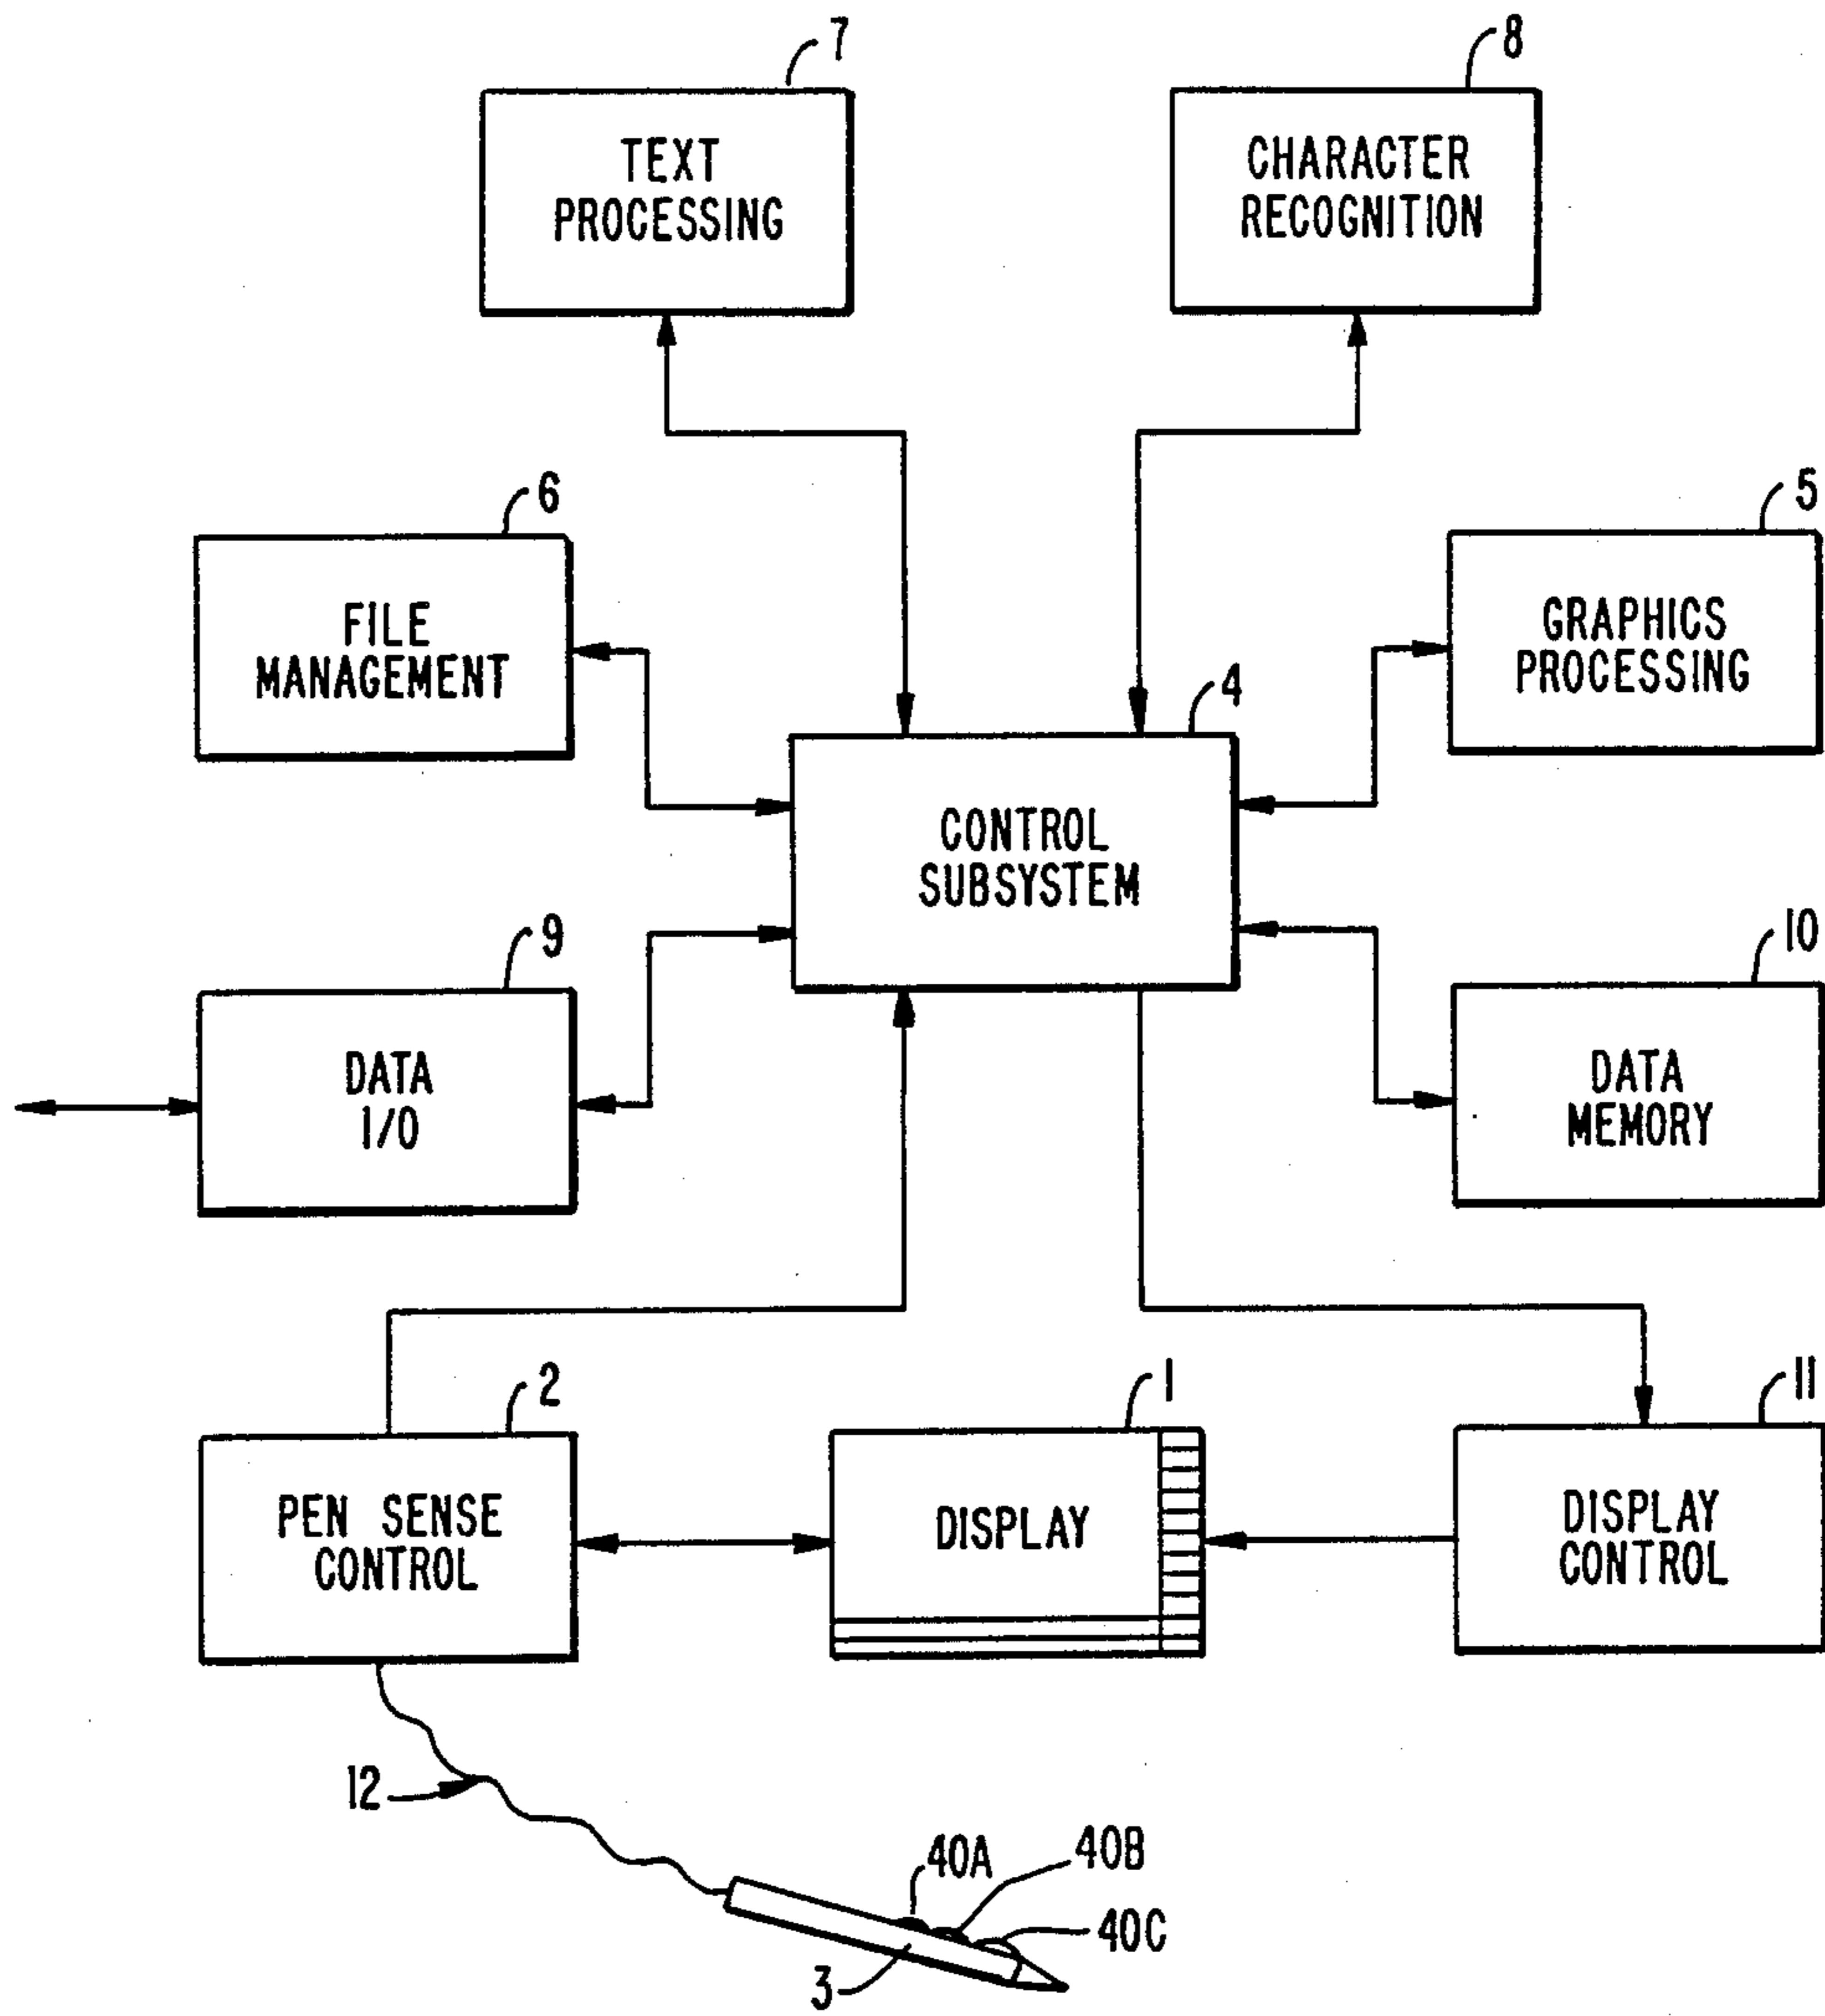 7
8
TEXT
PROCESSING
CHARACTER
RECOGNITION
6
5
FILE
MANAGEMENT
GRAPHICS
PROCESSING
4
CONTROL
SUBSYSTEM
9
10
DATA
I/O
DATA
MEMORY
2
1
11
PEN SENSE
CONTROL
DISPLAY
DISPLAY
CONTROL
12
40A
40B
40C
3